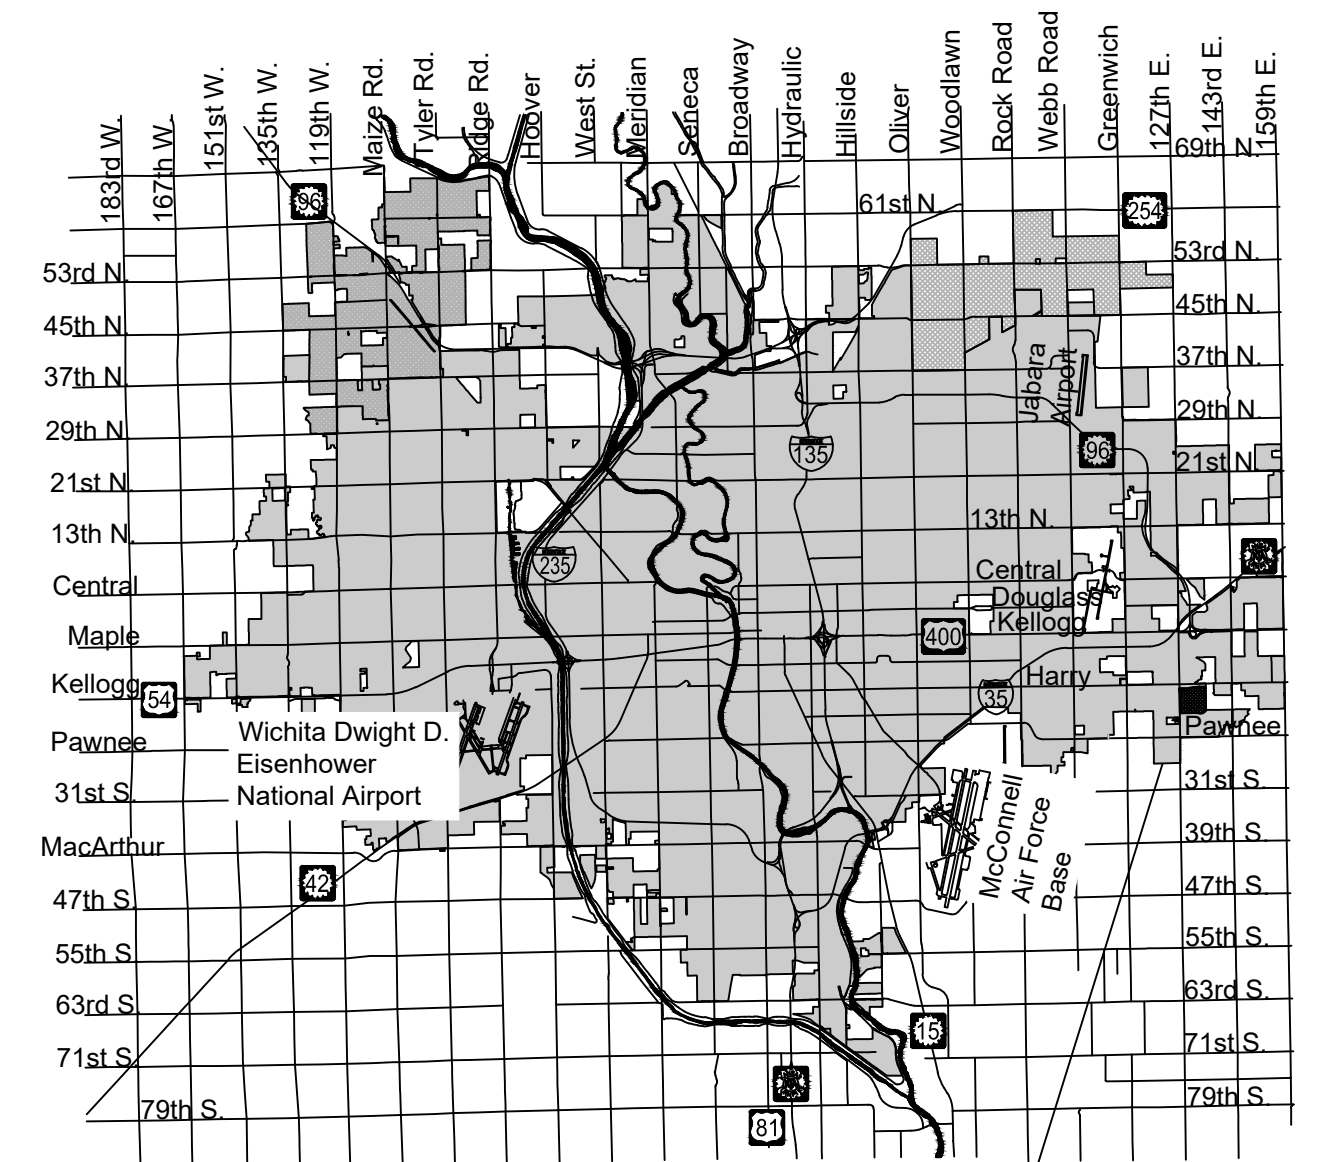 183rd W.
167th W.
151st W.
135th W.
119th W.
Maize Rd.
Tyler Rd.
Ridge Rd.
Hoover
West St.
Meridian
Seneca
Broadway
Hydraulic
Hillside
Oliver
Woodlawn
Rock Road
Webb Road
Greenwich
127th E.
143rd E.
159th E.
69th N.
96
61st N.
254
53rd N.
53rd N.
45th N.
45th N.
37th N.
37th N.
Jabara
Airport
29th N.
29th N.
135
96
21st N.
21st N.
13th N.
13th N.
235
Central
Central
Douglass
Kellogg
400
Maple
Kellogg
54
Harry
35
Pawnee
Pawnee
Wichita Dwight D.
Eisenhower
National Airport
31st S.
31st S.
McConnell
Air Force
Base
MacArthur
39th S.
42
47th S.
47th S.
55th S.
55th S.
63rd S.
63rd S.
15
71st S.
71st S.
79th S.
79th S.
81